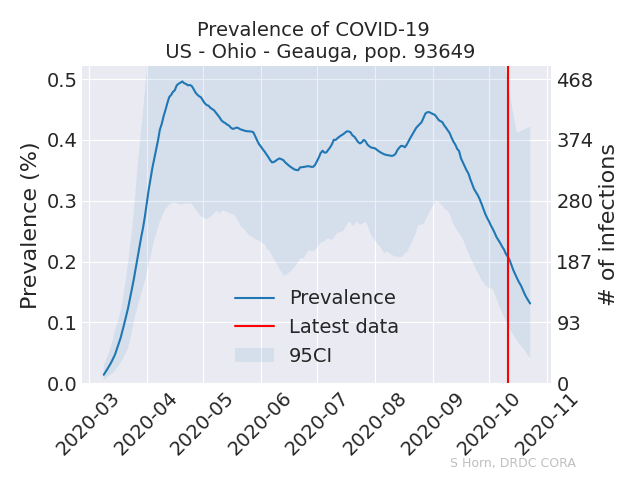 Prevalence of COVID-19
US - Ohio - Geauga, pop. 93649
Prevalence (%)
0.5
0.4
0.3
0.2
0.1
0.0
468
374
280
187
93
0
# of infections
Prevalence
Latest data
95CI
2020-03
2020-04
2020-05
2020-06
2020-07
2020-08
2020-09
2020-10
2020-11
S Horn, DRDC CORA